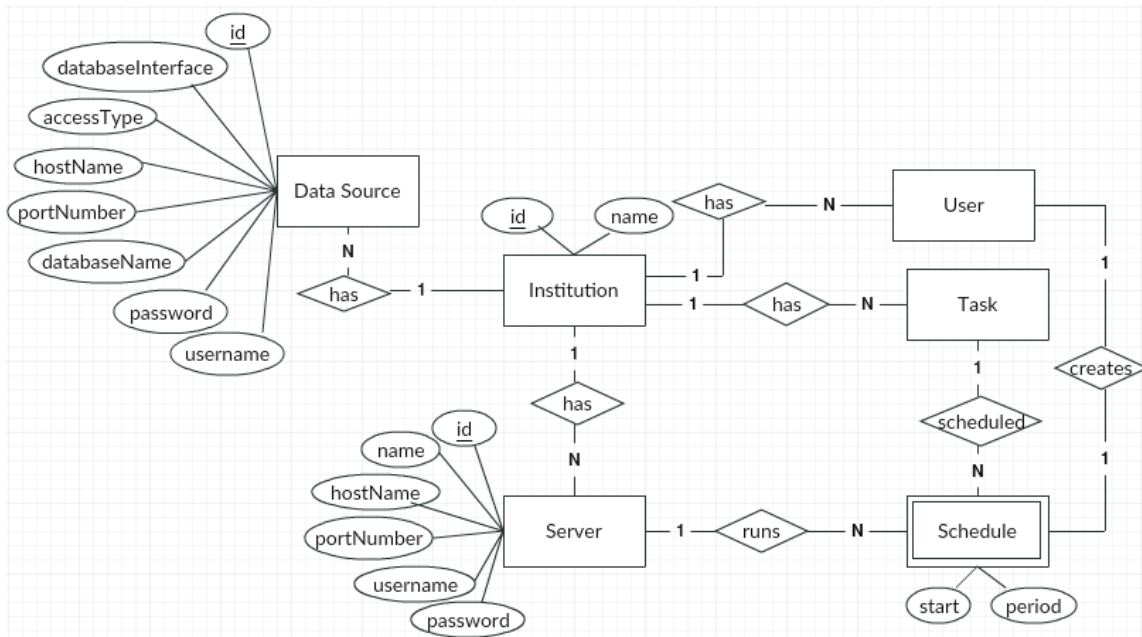 id
databaseInterface
accessType
hostName
portNumber
databaseName
password
username
Data Source
N
has
1
id
name
Institution
1
has
N
User
1
has
N
Task
1
creates
1
1
scheduled
N
1
has
N
id
name
hostName
portNumber
username
password
Server
1
runs
N
Schedule
start
period